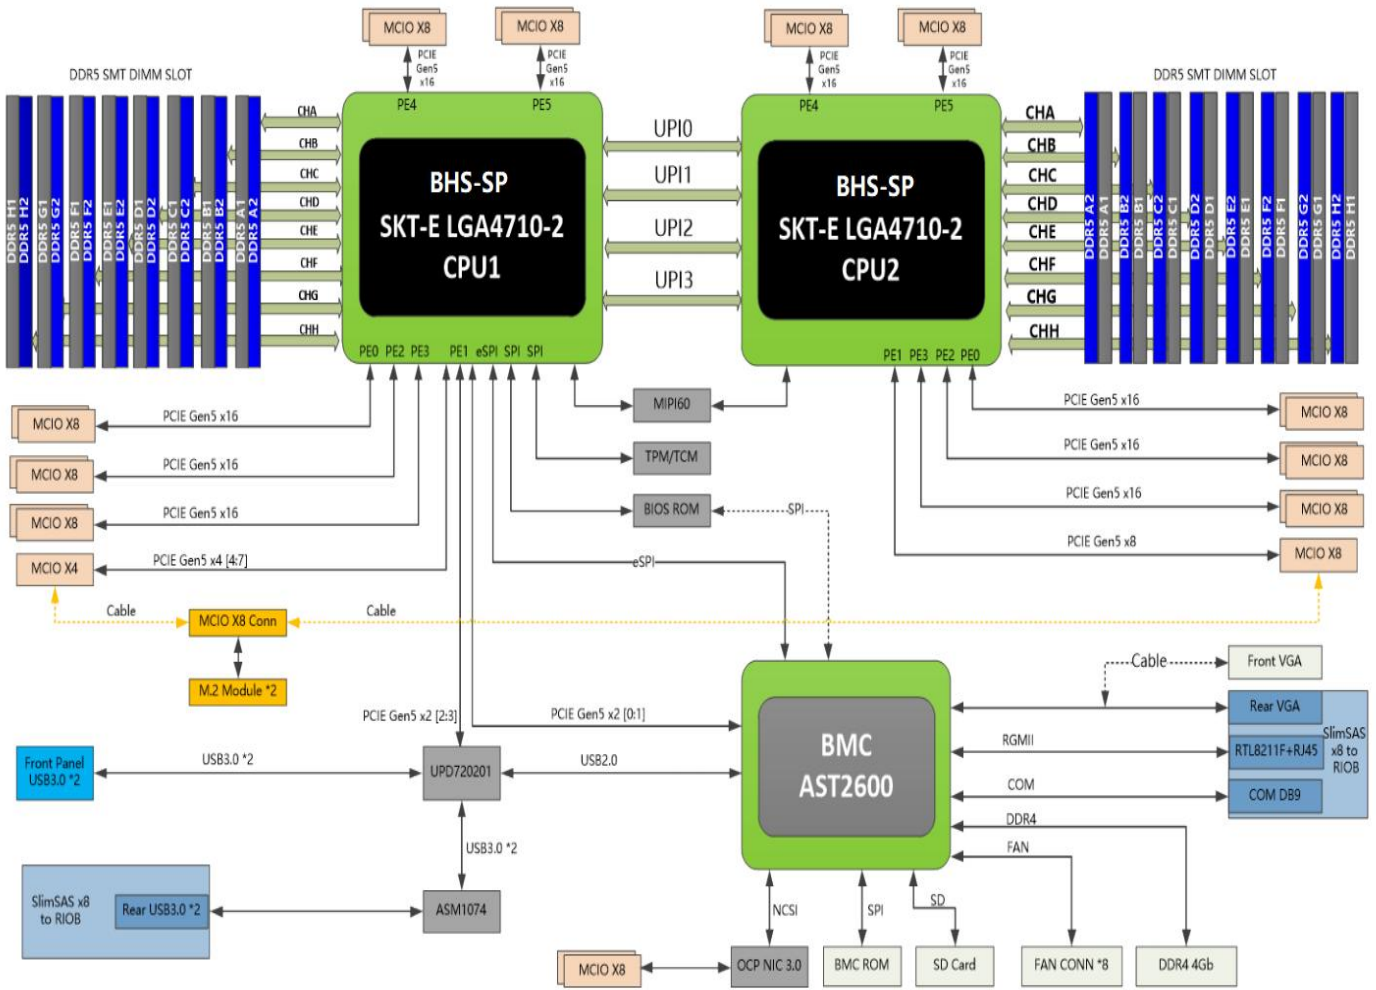 MCIO X8
MCIO X8
MCIO X8
MCIO X8
PCIE
Gen5
x16
PCIE
Gen5
x16
PCIE
Gen5
x16
PCIE
Gen5
x16
DDR5 SMT DIMM SLOT
DDR5 SMT DIMM SLOT
PE4
PE5
PE4
PE5
DDR5 H1
DDR5 H2
DDR5 G1
DDR5 G2
DDR5 F1
DDR5 F2
DDR5 E1
DDR5 E2
DDR5 D1
DDR5 D2
DDR5 C1
DDR5 C2
DDR5 B1
DDR5 B2
DDR5 A1
DDR5 A2
CHA
CHB
CHC
CHD
CHE
CHF
CHG
CHH
BHS-SP
SKT-E LGA4710-2
CPU1
UPI0
UPI1
UPI2
UPI3
BHS-SP
SKT-E LGA4710-2
CPU2
CHA
CHB
CHC
CHD
CHE
CHF
CHG
CHH
DDR5 A2
DDR5 A1
DDR5 B2
DDR5 B1
DDR5 C2
DDR5 C1
DDR5 D2
DDR5 D1
DDR5 E2
DDR5 E1
DDR5 F2
DDR5 F1
DDR5 G2
DDR5 G1
DDR5 H2
DDR5 H1
PE0 PE2 PE3 PE1 eSPI SPI SPI
PE1 PE3 PE2 PE0
MCIO X8
PCIE Gen5 x16
MIPI60
PCIE Gen5 x16
MCIO X8
MCIO X8
PCIE Gen5 x16
TPM/TCM
PCIE Gen5 x16
MCIO X8
MCIO X8
PCIE Gen5 x16
BIOS ROM
SPI
PCIE Gen5 x16
MCIO X8
MCIO X4
PCIE Gen5 x4 [4:7]
eSPI
PCIE Gen5 x8
MCIO X8
Cable
MCIO X8 Conn
Cable
M.2 Module *2
Cable
Front VGA
PCIE Gen5 x2 [2:3]
PCIE Gen5 x2 [0:1]
Rear VGA
SlimSAS
x8 to
RIOB
BMC
AST2600
RGMII
RTL8211F+RJ45
Front Panel
USB3.0 *2
USB3.0 *2
UPD720201
USB2.0
COM
COM DB9
DDR4
FAN
USB3.0 *2
SlimSAS x8
to RIOB
Rear USB3.0 *2
ASM1074
NCSI
SPI
SD
MCIO X8
OCP NIC 3.0
BMC ROM
SD Card
FAN CONN *8
DDR4 4Gb